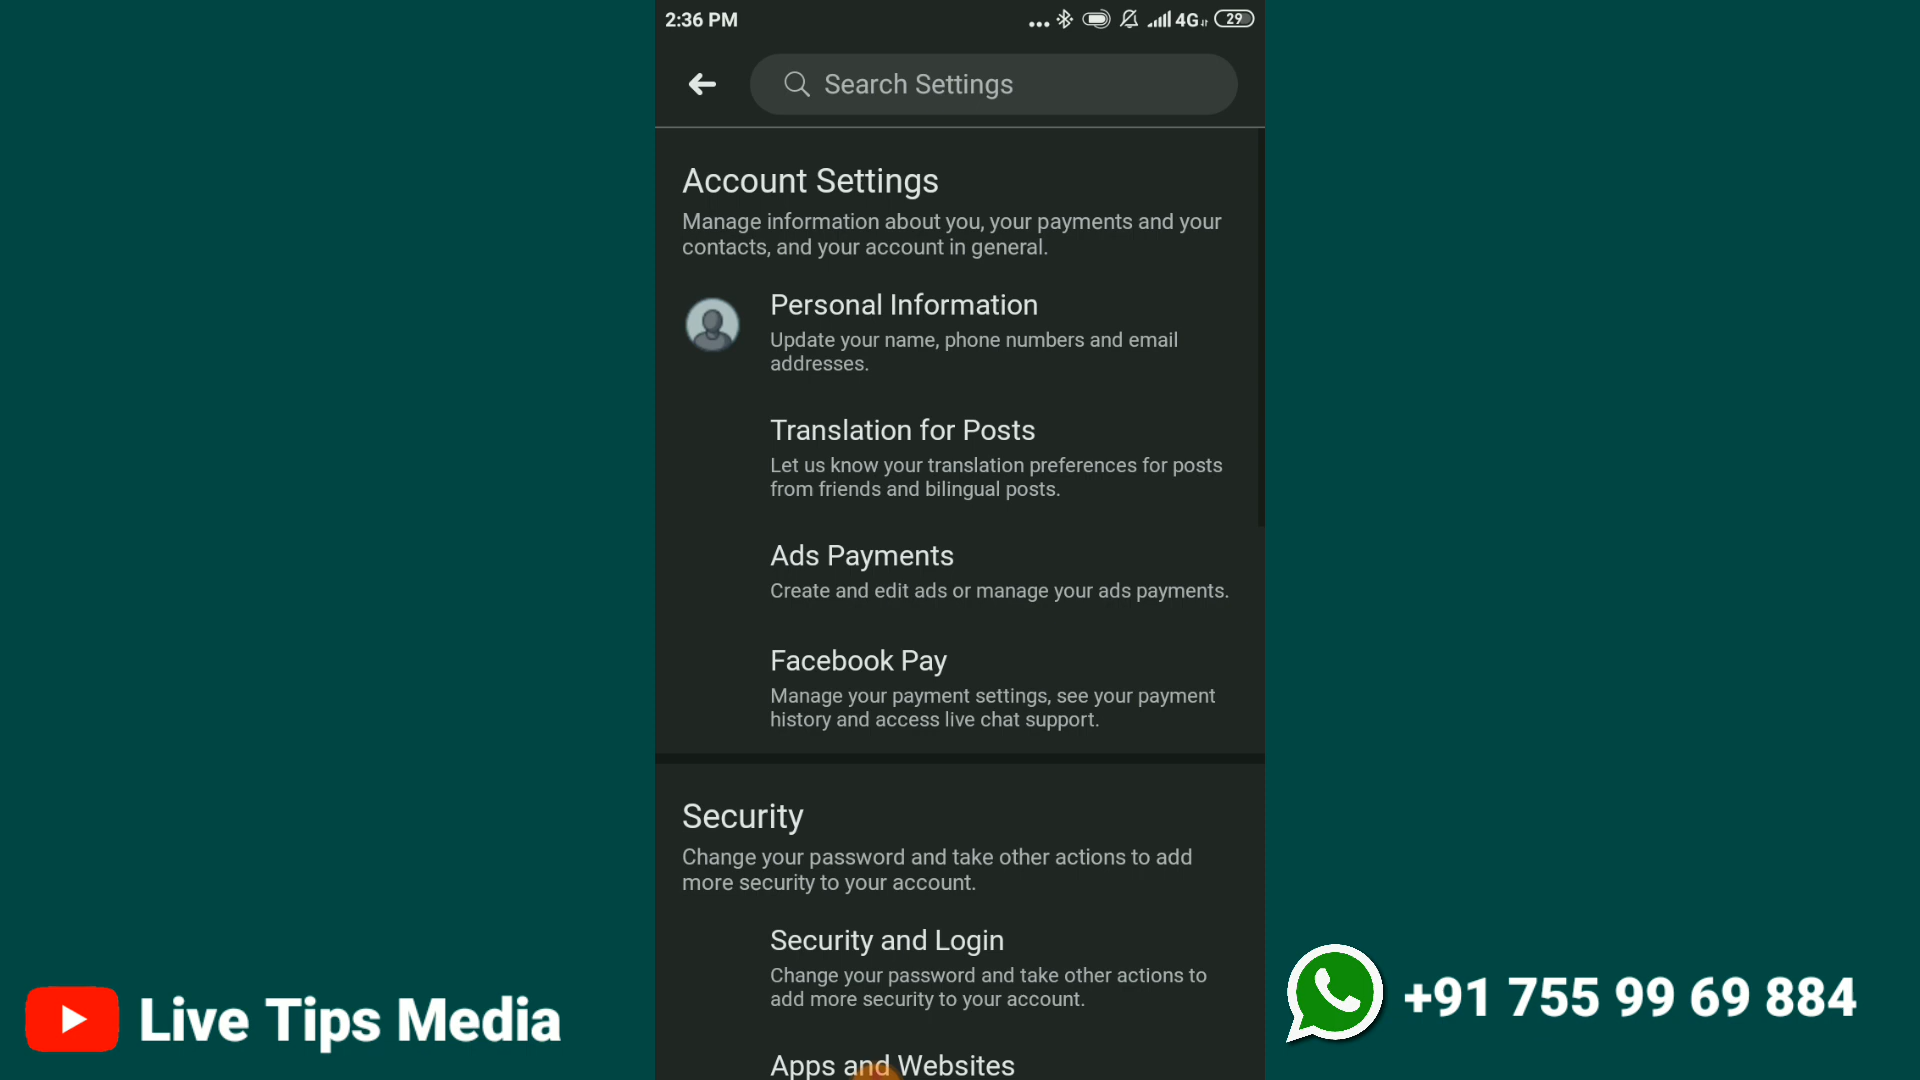 2:36 PM
4G
29
Search Settings
Account Settings
Manage information about you, your payments and your
contacts, and your account in general.
Personal Information
Update your name, phone numbers and email
addresses.
Translation for Posts
Let us know your translation preferences for posts
from friends and bilingual posts.
Ads Payments
Create and edit ads or manage your ads payments.
Facebook Pay
Manage your payment settings, see your payment
history and access live chat support.
Security
Change your password and take other actions to add
more security to your account.
Security and Login
Change your password and take other actions to
add more security to your account.
Apps and Websites
Live Tips Media
+91 755 99 69 884